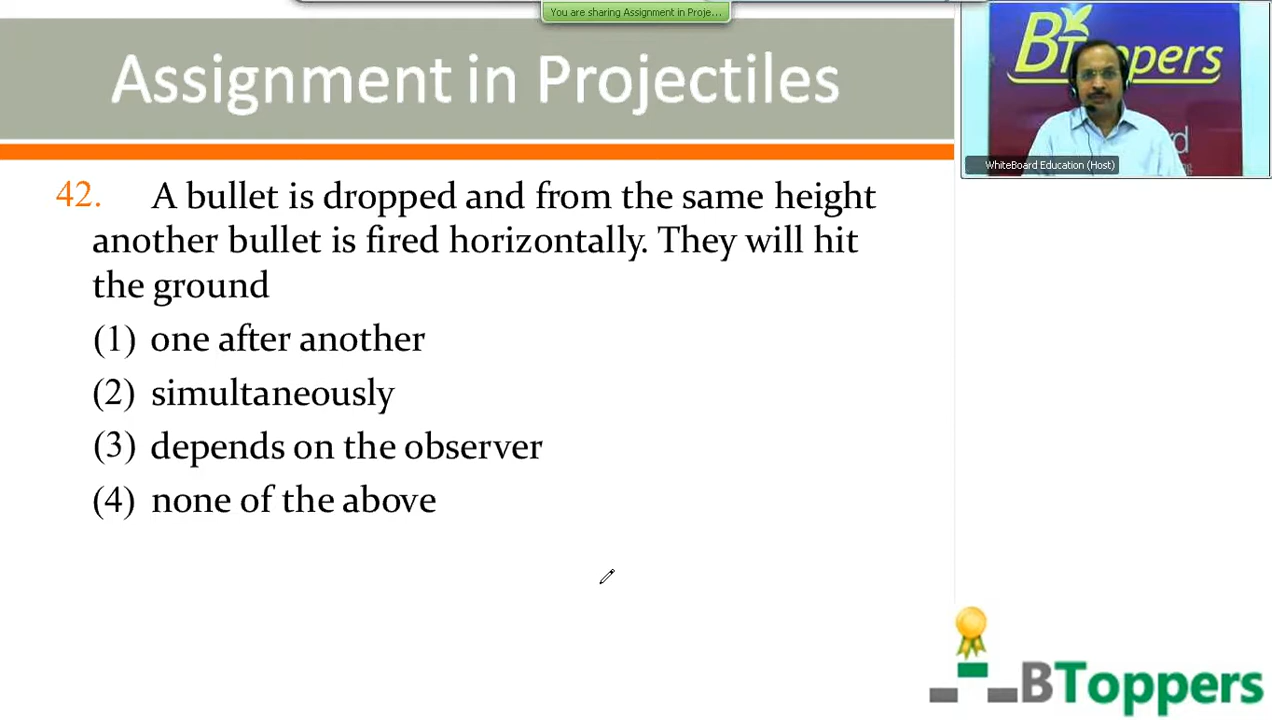 You are sharing Assignment in Proje...
Assignment in Projectiles
BToppers
WhiteBoard Education (Host)
42. A bullet is dropped and from the same height
another bullet is fired horizontally. They will hit
the ground
(1) one after another
(2) simultaneously
(3) depends on the observer
(4) none of the above
BToppers